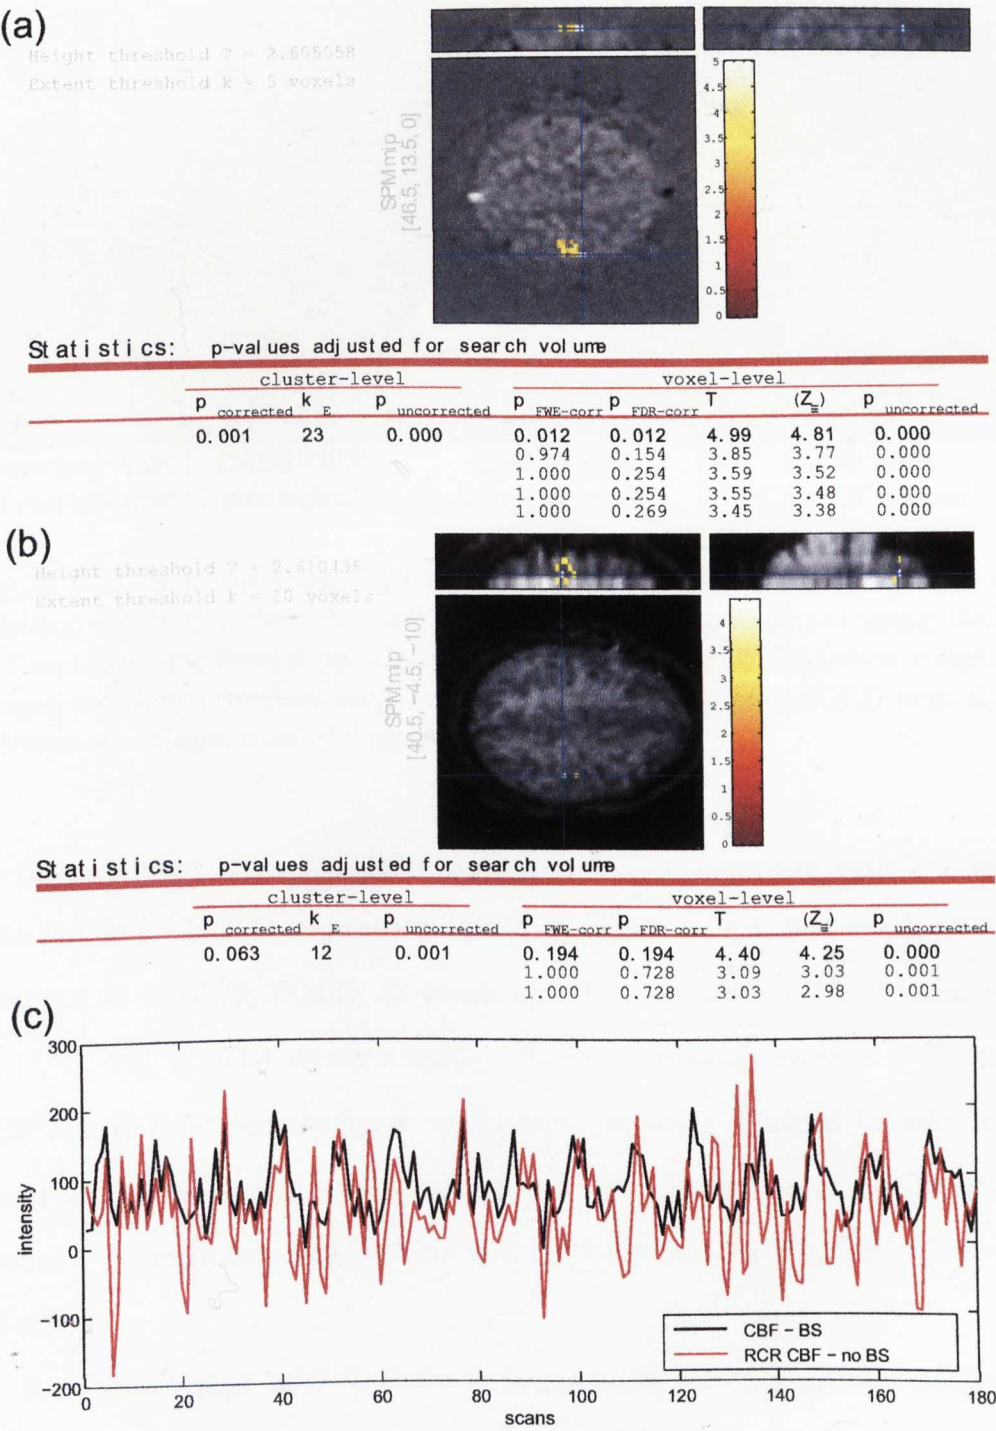 (a)
Height threshold T = 2.605058
Extent threshold k = 5 voxels
SPMmip
[46.5, 13.5, 0]
5
4.5
4
3.5
3
2.5
2
1.5
1
0.5
0
Statistics: p-values adjusted for search volume
cluster-level voxel-level
p corrected k E p uncorrected p FWE-corr p FDR-corr T (Z≡) p uncorrected
0.001 23 0.000 0.012 0.012 4.99 4.81 0.000
0.974 0.154 3.85 3.77 0.000
1.000 0.254 3.59 3.52 0.000
1.000 0.254 3.55 3.48 0.000
1.000 0.269 3.45 3.38 0.000
(b)
Height threshold T = 2.610435
Extent threshold k = 10 voxels
SPMmip
[40.5, -4.5, -10]
4
3.5
3
2.5
2
1.5
1
0.5
0
Statistics: p-values adjusted for search volume
cluster-level voxel-level
p corrected k E p uncorrected p FWE-corr p FDR-corr T (Z≡) p uncorrected
0.063 12 0.001 0.194 0.194 4.40 4.25 0.000
1.000 0.728 3.09 3.03 0.001
1.000 0.728 3.03 2.98 0.001
(c)
300
200
100
0
-100
-200
intensity
CBF - BS
RCR CBF - no BS
0 20 40 60 80 100 120 140 160 180
scans